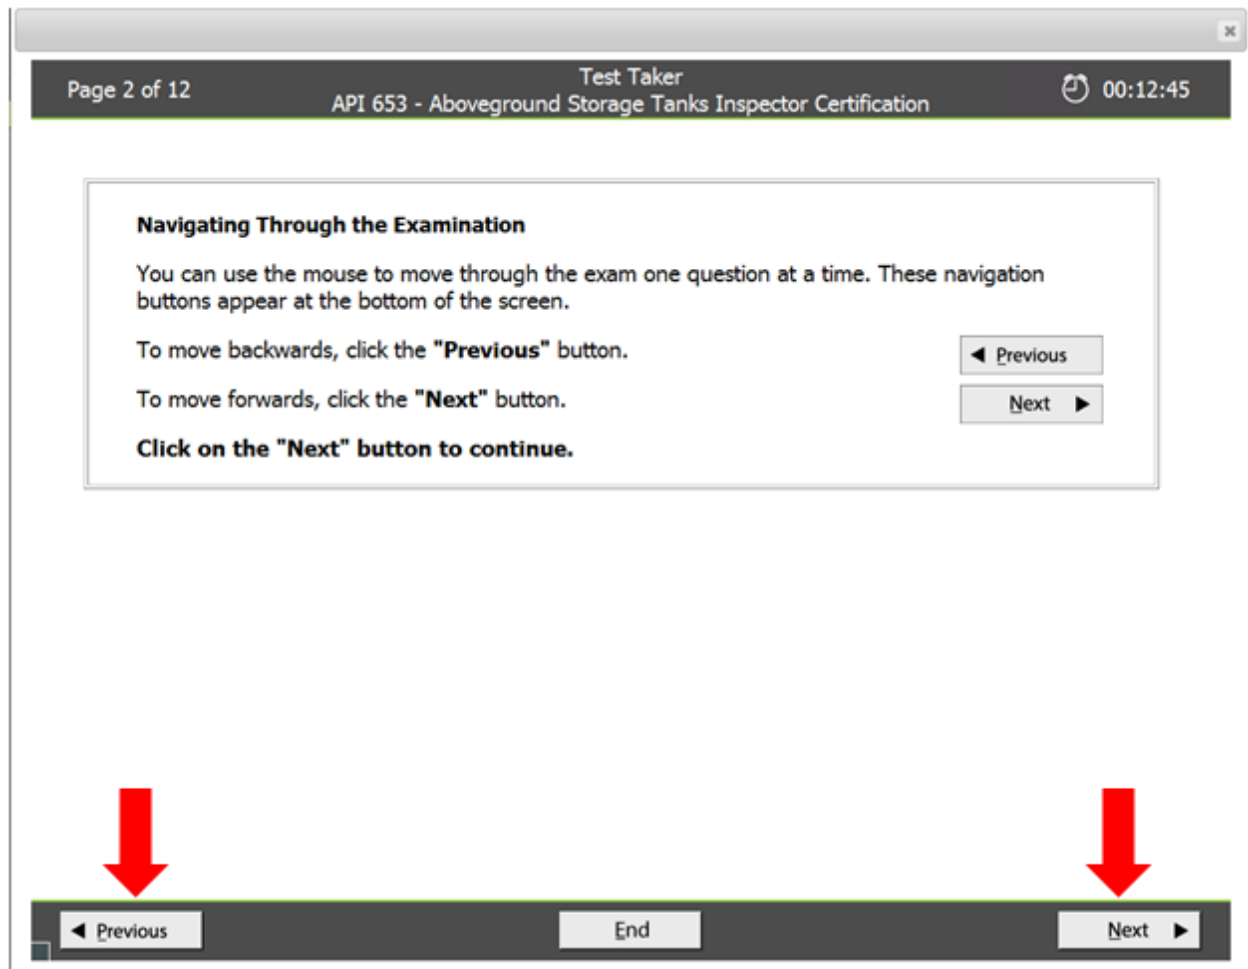 Page 2 of 12
Test Taker
API 653 - Aboveground Storage Tanks Inspector Certification
00:12:45
Navigating Through the Examination
You can use the mouse to move through the exam one question at a time. These navigation
buttons appear at the bottom of the screen.
To move backwards, click the "Previous" button.
Previous
To move forwards, click the "Next" button.
Next
Click on the "Next" button to continue.
Previous
End
Next